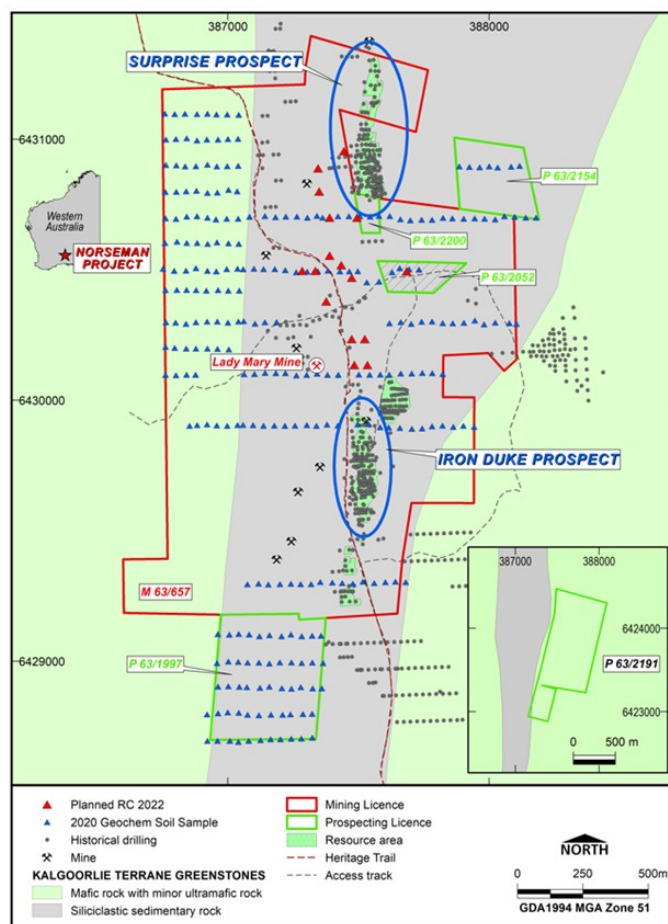 387000
388000
SURPRISE PROSPECT
6431000
P 63/2154
Western
Australia
NORSEMAN
PROJECT
P 63/2200
P 63/2052
Lady Mary Mine
6430000
IRON DUKE PROSPECT
M 63/657
387000
388000
6424000
P 63/2191
6423000
0
500 m
P 63/1997
6429000
Planned RC 2022
2020 Geochem Soil Sample
Historical drilling
Mine
KALGOORLIE TERRANE GREENSTONES
Mafic rock with minor ultramafic rock
Siliciclastic sedimentary rock
Mining Licence
Prospecting Licence
Resource area
Heritage Trail
Access track
NORTH
0
250
500m
GDA1994 MGA Zone 51